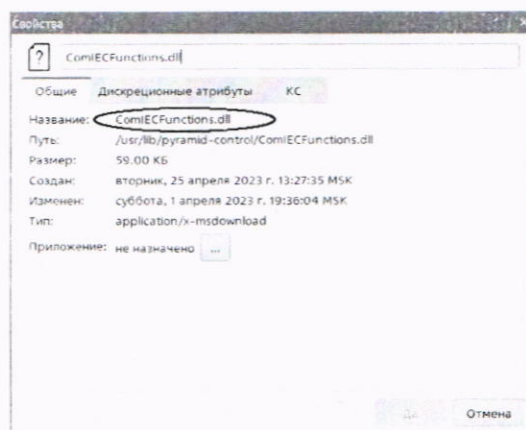 Свойства
ComIECFunctions.dll
Общие Дискреционные атрибуты КС
Название: ComIECFunctions.dll
Путь: /usr/lib/pyramid-control/ComIECFunctions.dll
Размер: 59.00 КБ
Создан: вторник, 25 апреля 2023 г. 13:27:35 MSK
Изменен: суббота, 1 апреля 2023 г. 19:36:04 MSK
Тип: application/x-msdownload
Приложение: не назначено ...
Да Отмена